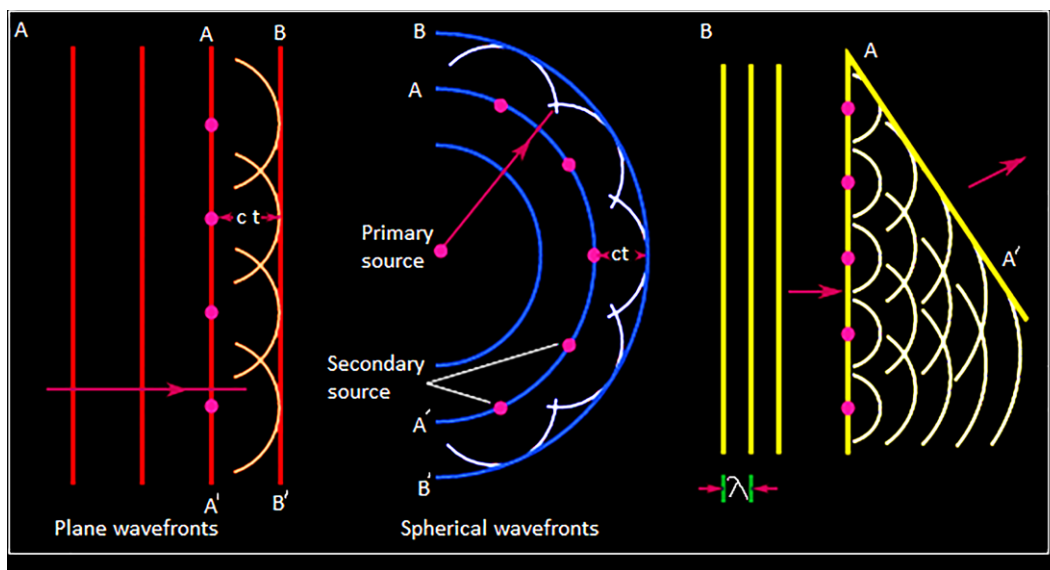 A
A
B
c t
A'
B'
Plane wavefronts
B
A
Primary
source
ct
Secondary
source
A'
B'
Spherical wavefronts
B
A
A'
λ